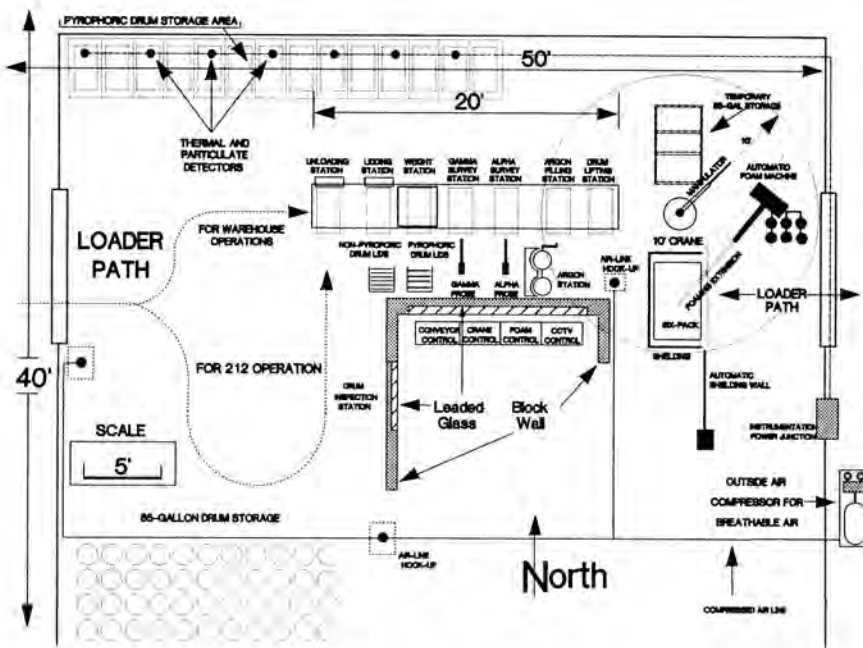 PYROPHORIC DRUM STORAGE AREA
50'
20'
THERMAL AND
PARTICULATE
DETECTORS
TEMPORARY
85-GAL STORAGE
10'
MANIPULATOR
AUTOMATIC
FOAM MACHINE
UNLOADING
STATION
LIDDING
STATION
WEIGHT
STATION
GAMMA
SURVEY
STATION
ALPHA
SURVEY
STATION
ARGON
FILLING
STATION
DRUM
LIFTING
STATION
LOADER
PATH
FOR WAREHOUSE
OPERATIONS
NON-PYROPORIC
DRUM LIDS
PYROPHORIC
DRUM LIDS
GAMMA
PROBE
ALPHA
PROBE
ARGON
STATION
AIR-LINE
HOOK-UP
10' CRANE
FOAMING EXTENSION
SIX-PACK
SHIELDING
LOADER
PATH
CONVEYOR
CONTROL
CRANE
CONTROL
FOAM
CONTROL
CCTV
CONTROL
40'
FOR 212 OPERATION
DRUM
INSPECTION
STATION
Leaded
Glass
Block
Wall
AUTOMATIC
SHIELDING WALL
INSTRUMENTATION
POWER JUNCTION
SCALE
5'
OUTSIDE AIR
COMPRESSOR FOR
BREATHABLE AIR
85-GALLON DRUM STORAGE
AIR-LINE
HOOK-UP
North
COMPRESSED AIR LINE